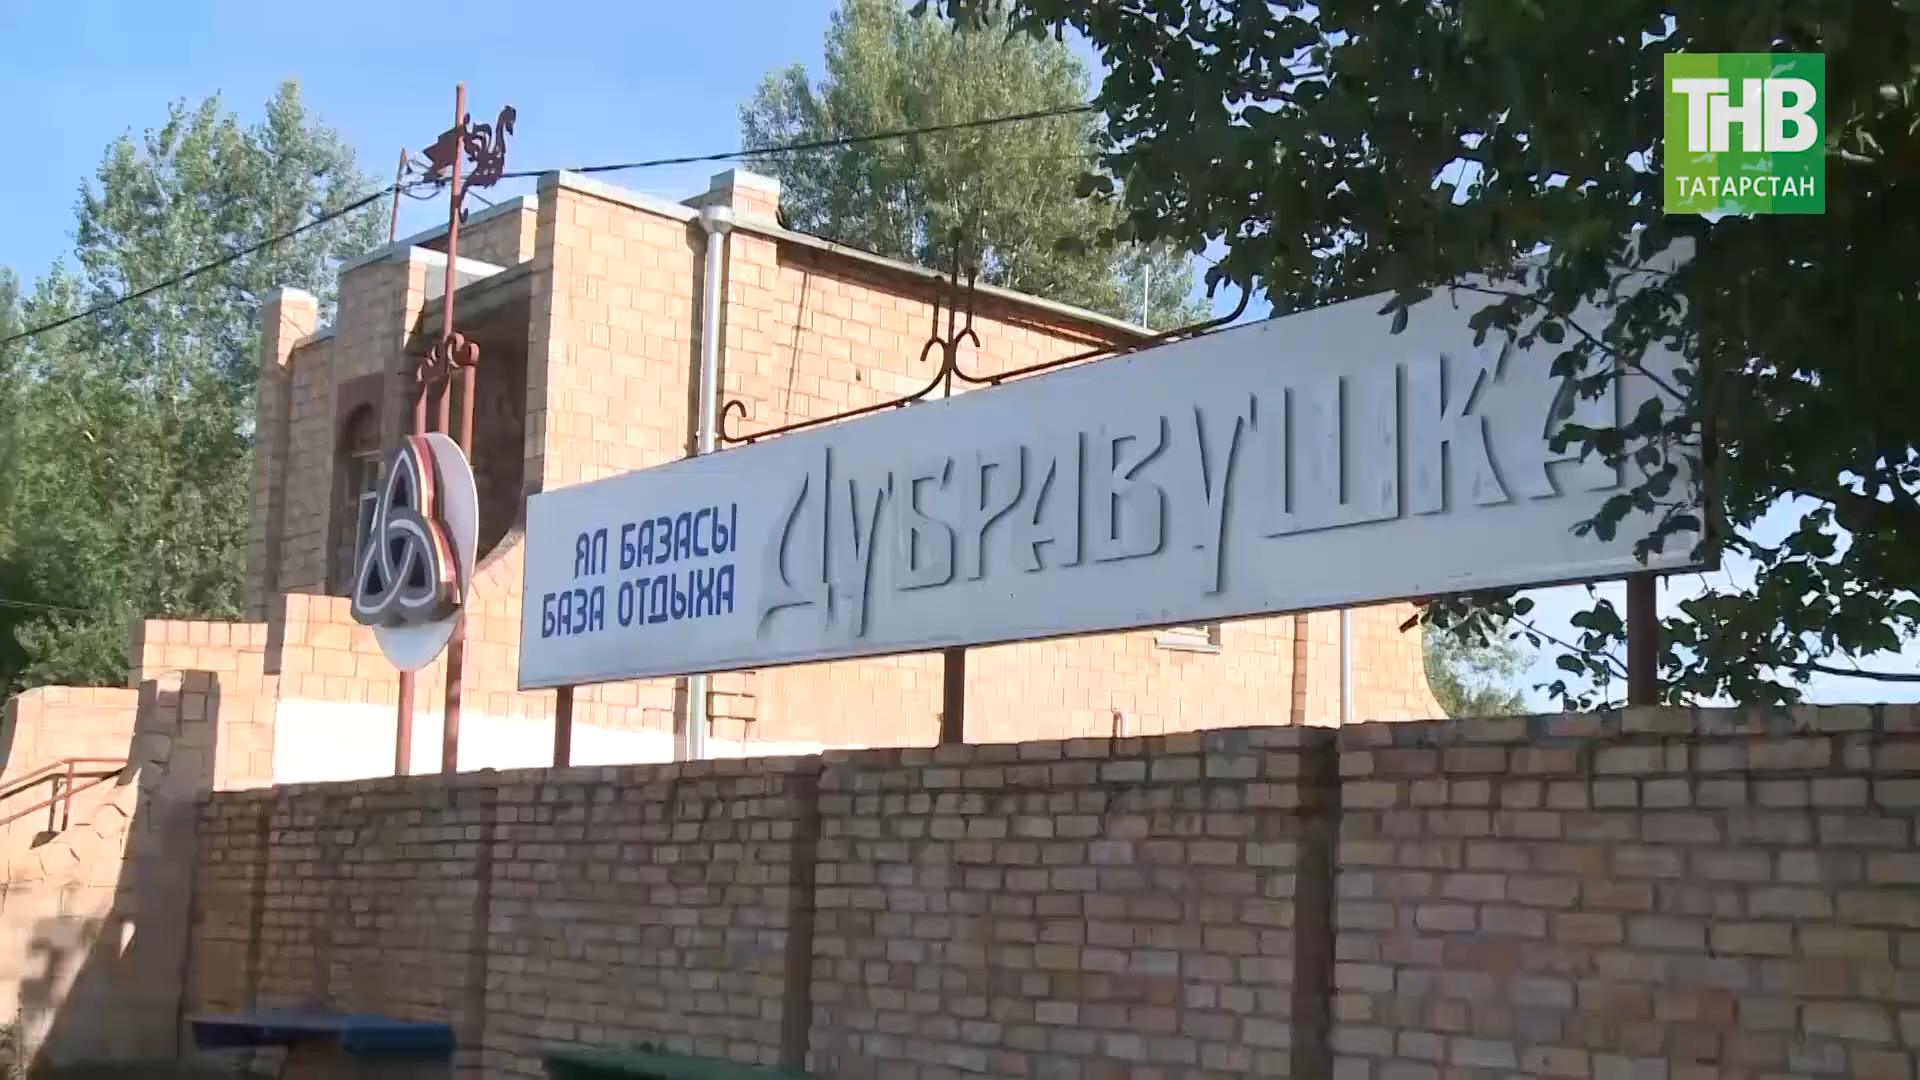 ТНВ
ТАТАРСТАН
ЯЛ БАЗАСЫ
БАЗА ОТДЫХА
ДУБРАВУШКА